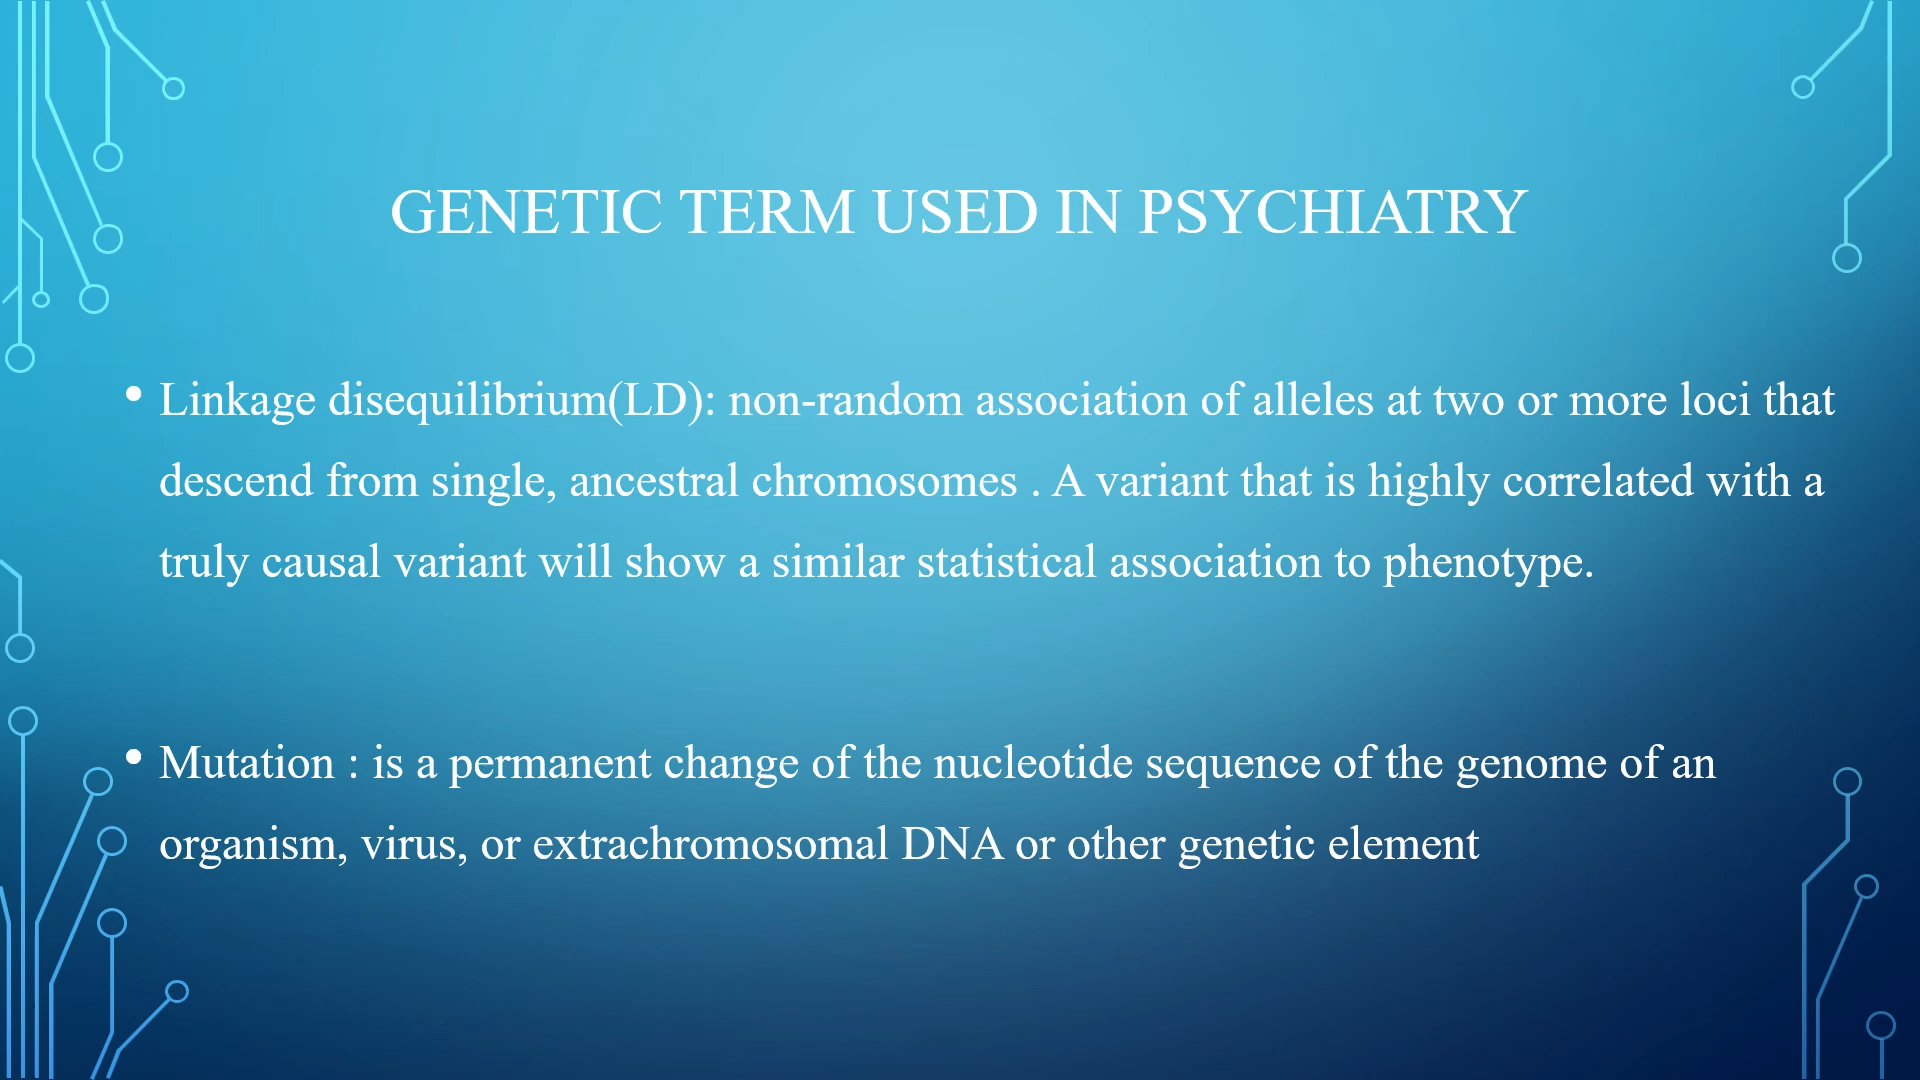 GENETIC TERM USED IN PSYCHIATRY
• Linkage disequilibrium(LD): non-random association of alleles at two or more loci that
descend from single, ancestral chromosomes . A variant that is highly correlated with a
truly causal variant will show a similar statistical association to phenotype.
• Mutation : is a permanent change of the nucleotide sequence of the genome of an
organism, virus, or extrachromosomal DNA or other genetic element